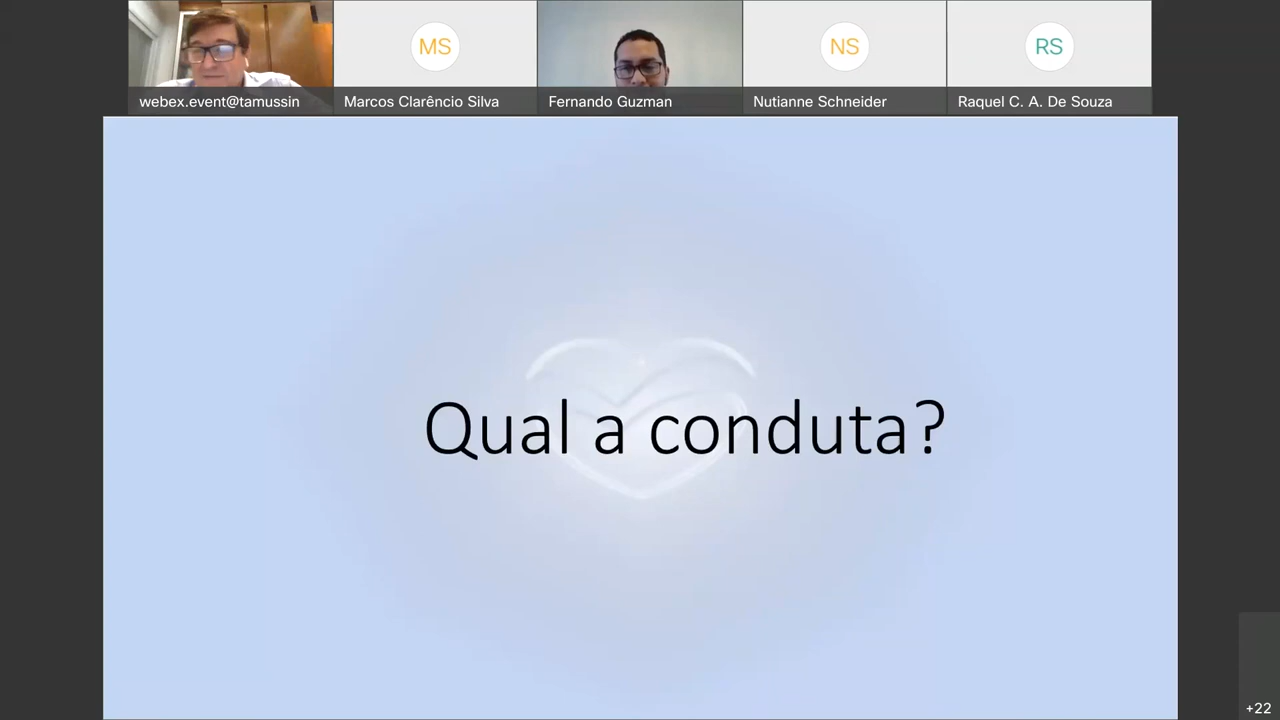 MS
NS
RS
webex.event@tamussin
Marcos Clarêncio Silva
Fernando Guzman
Nutianne Schneider
Raquel C. A. De Souza
Qual a conduta?
+22